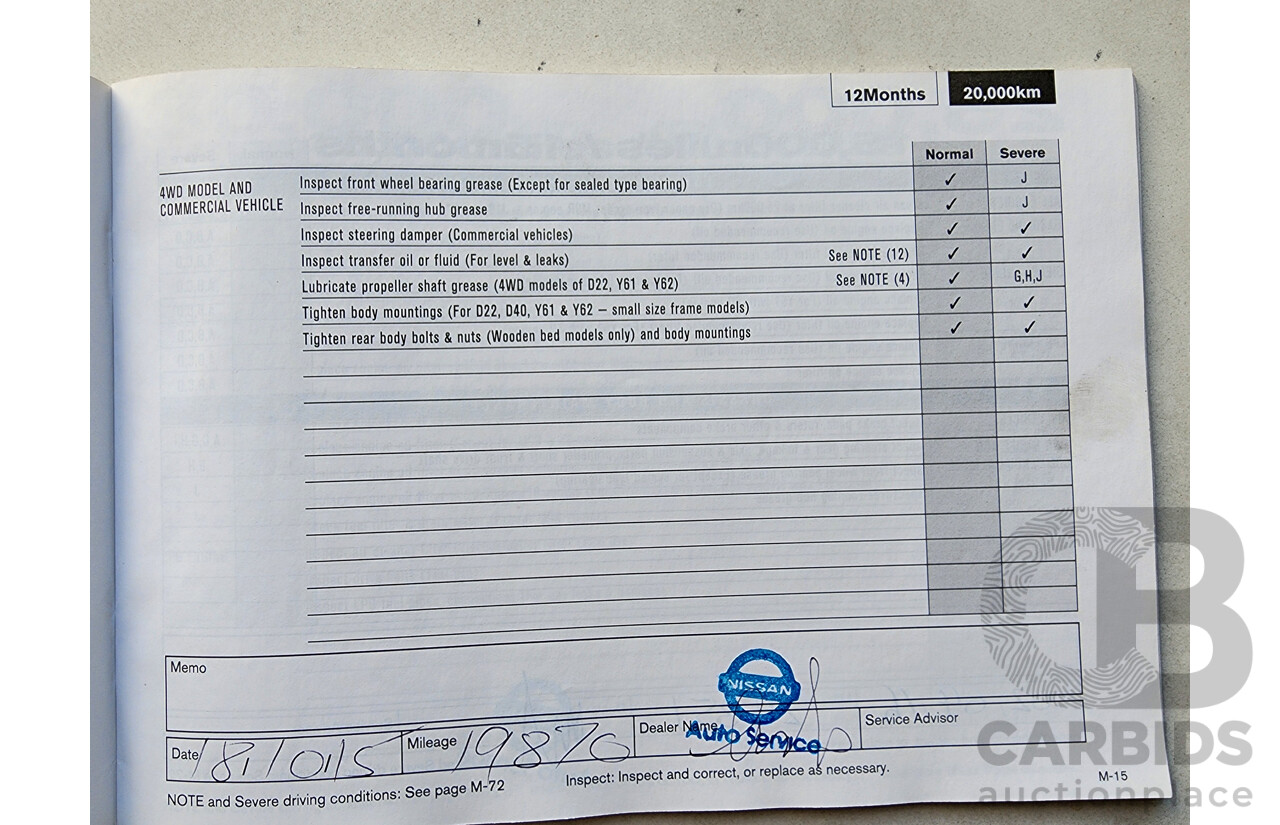 12Months 20,000km
Normal Severe
4WD MODEL AND
COMMERCIAL VEHICLE
Inspect front wheel bearing grease (Except for sealed type bearing) ✓ J
Inspect free-running hub grease ✓ J
Inspect steering damper (Commercial vehicles) ✓ ✓
Inspect transfer oil or fluid (For level & leaks) See NOTE (12) ✓ ✓
Lubricate propeller shaft grease (4WD models of D22, Y61 & Y62) See NOTE (4) ✓ G,H,J
Tighten body mountings (For D22, D40, Y61 & Y62 – small size frame models) ✓ ✓
Tighten rear body bolts & nuts (Wooden bed models only) and body mountings ✓ ✓
Memo
NISSAN
Auto Service
Date Mileage 19876 Dealer Name Service Advisor
NOTE and Severe driving conditions: See page M-72 Inspect: Inspect and correct, or replace as necessary. M-15
CB
CARBIDS
auctionplace